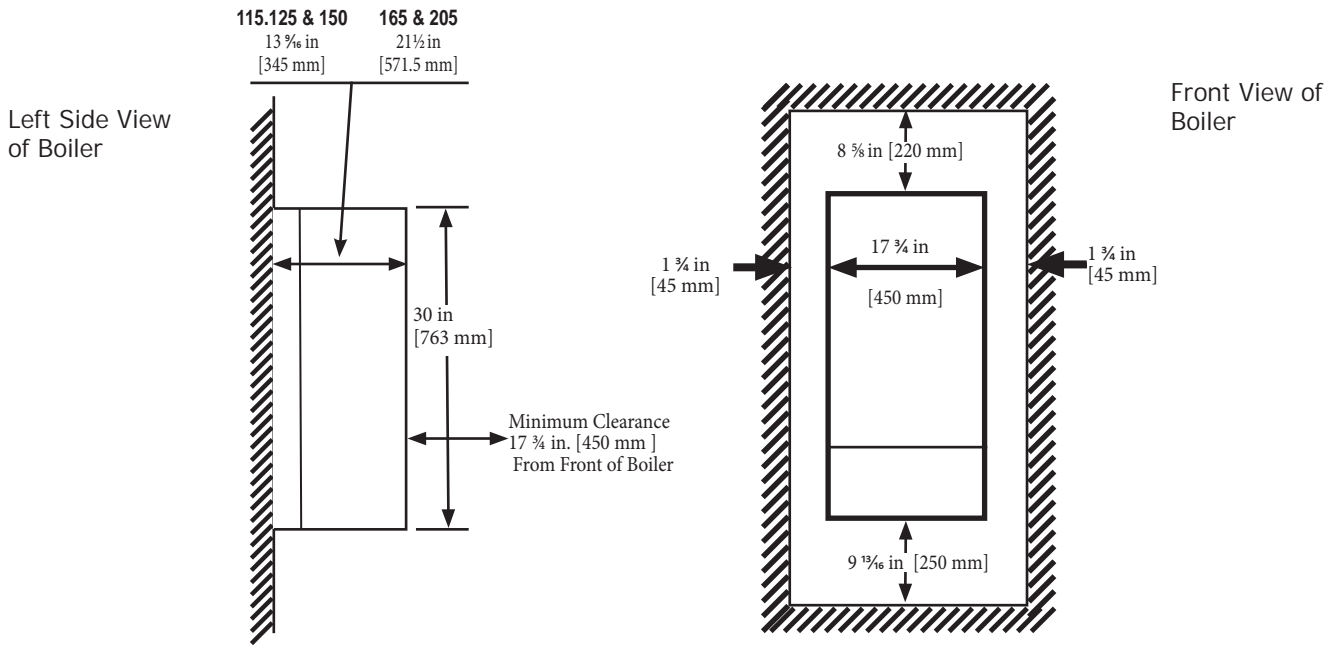 115.125 & 150
13 9⁄16 in
[345 mm]
165 & 205
21½ in
[571.5 mm]
Left Side View
of Boiler
30 in
[763 mm]
Minimum Clearance
17 ¾ in. [450 mm ]
From Front of Boiler
Front View of
Boiler
8 ⅝ in [220 mm]
1 ¾ in
[45 mm]
17 ¾ in
[450 mm]
1 ¾ in
[45 mm]
9 13⁄16 in [250 mm]